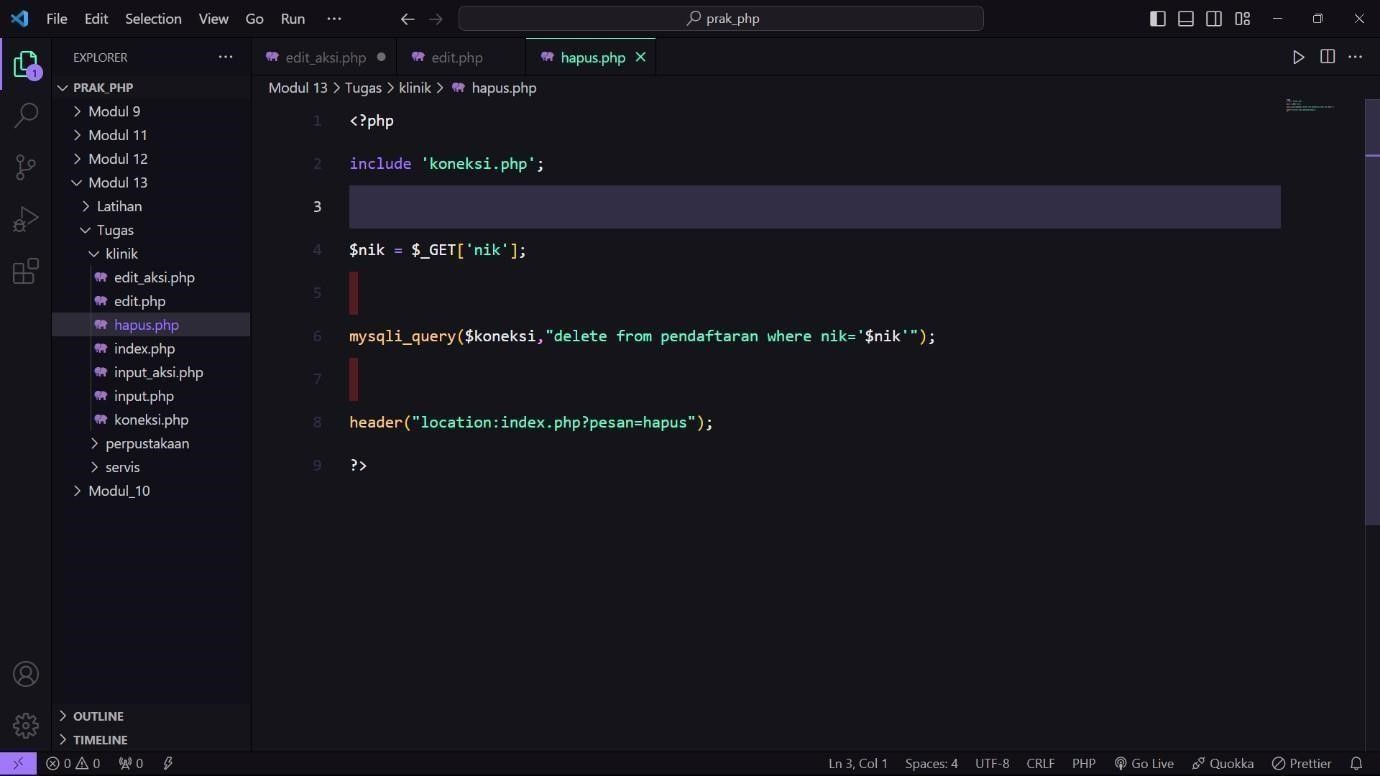 File Edit Selection View Go Run ··· prak_php
EXPLORER ···
PRAK_PHP
Modul 9
Modul 11
Modul 12
Modul 13
Latihan
Tugas
klinik
edit_aksi.php
edit.php
hapus.php
index.php
input_aksi.php
input.php
koneksi.php
perpustakaan
servis
Modul_10
OUTLINE
TIMELINE
1
edit_aksi.php edit.php hapus.php
Modul 13 > Tugas > klinik > hapus.php
1 <?php
2 include 'koneksi.php';
3
4 $nik = $_GET['nik'];
5
6 mysqli_query($koneksi,"delete from pendaftaran where nik='$nik'");
7
8 header("location:index.php?pesan=hapus");
9 ?>
0 0 0 Ln 3, Col 1 Spaces: 4 UTF-8 CRLF PHP Go Live Quokka Prettier